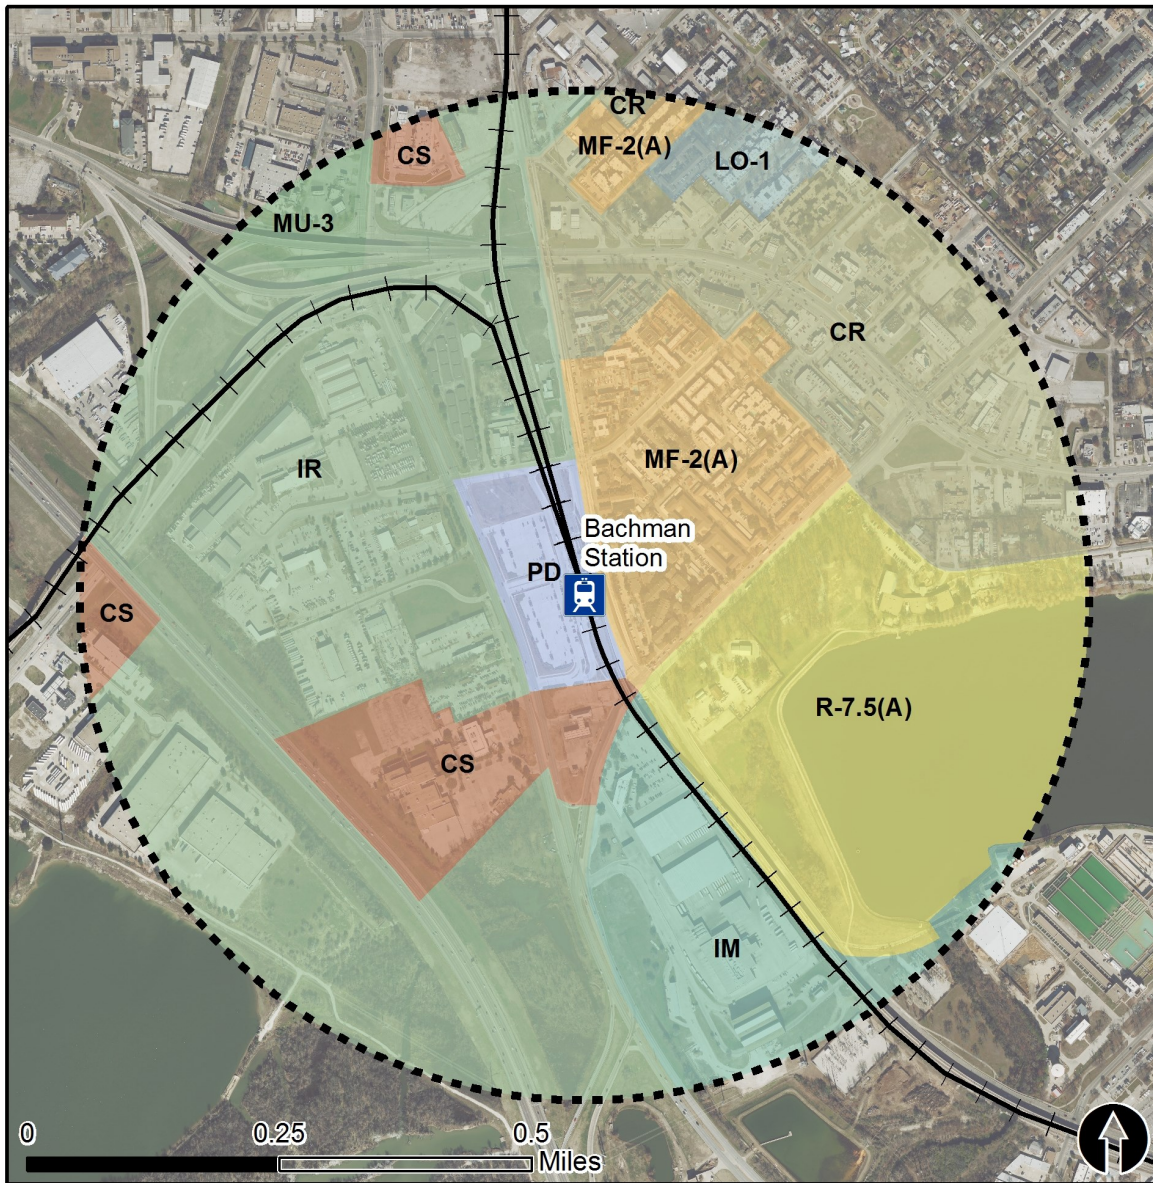 CR
MF-2(A)
CS
LO-1
MU-3
CR
IR
MF-2(A)
Bachman
Station
PD
CS
R-7.5(A)
CS
IM
0
0.25
0.5
Miles